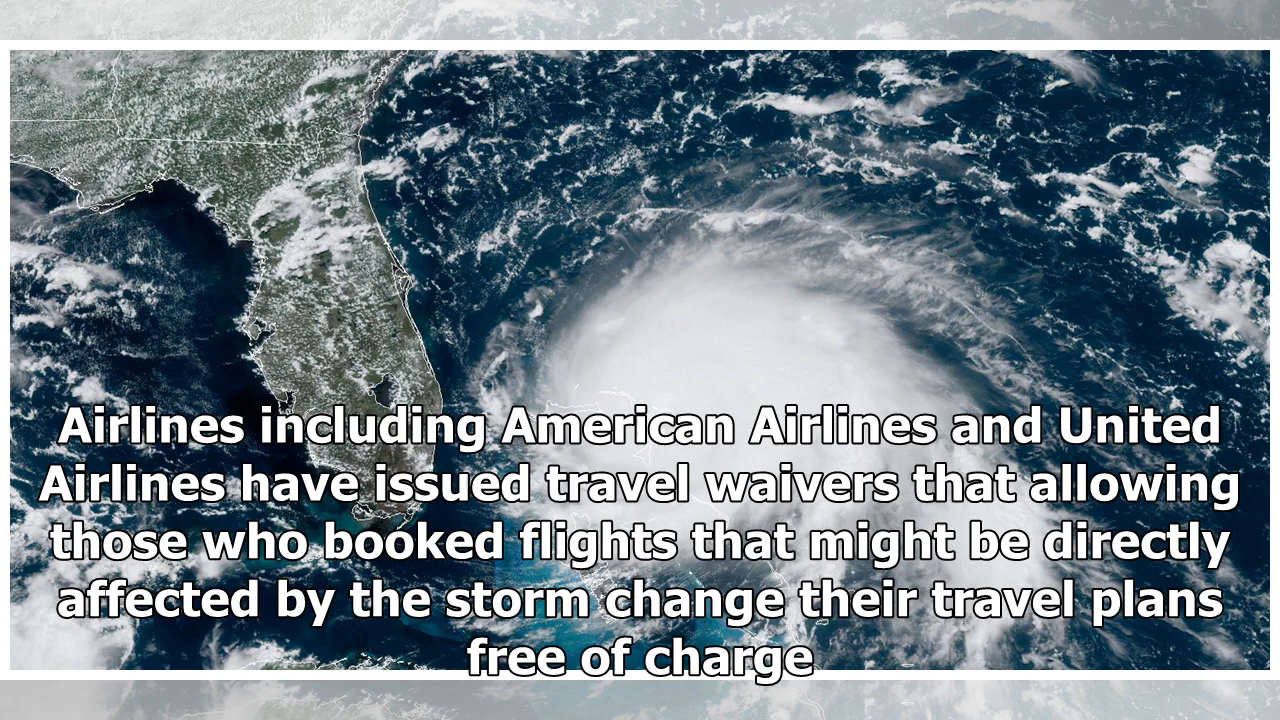 Airlines including American Airlines and United
Airlines have issued travel waivers that allowing
those who booked flights that might be directly
affected by the storm change their travel plans
free of charge